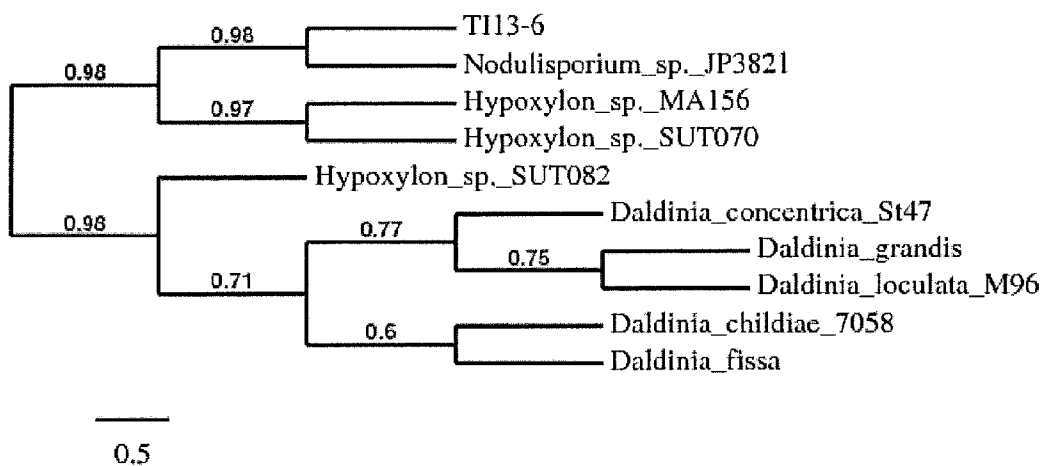 TI13-6
0.98
Nodulisporium_sp._JP3821
0.98
Hypoxylon_sp._MA156
0.97
Hypoxylon_sp._SUT070
Hypoxylon_sp._SUT082
0.98
Daldinia_concentrica_St47
0.77
Daldinia_grandis
0.75
0.71
Daldinia_loculata_M96
Daldinia_childiae_7058
0.6
Daldinia_fissa
0.5